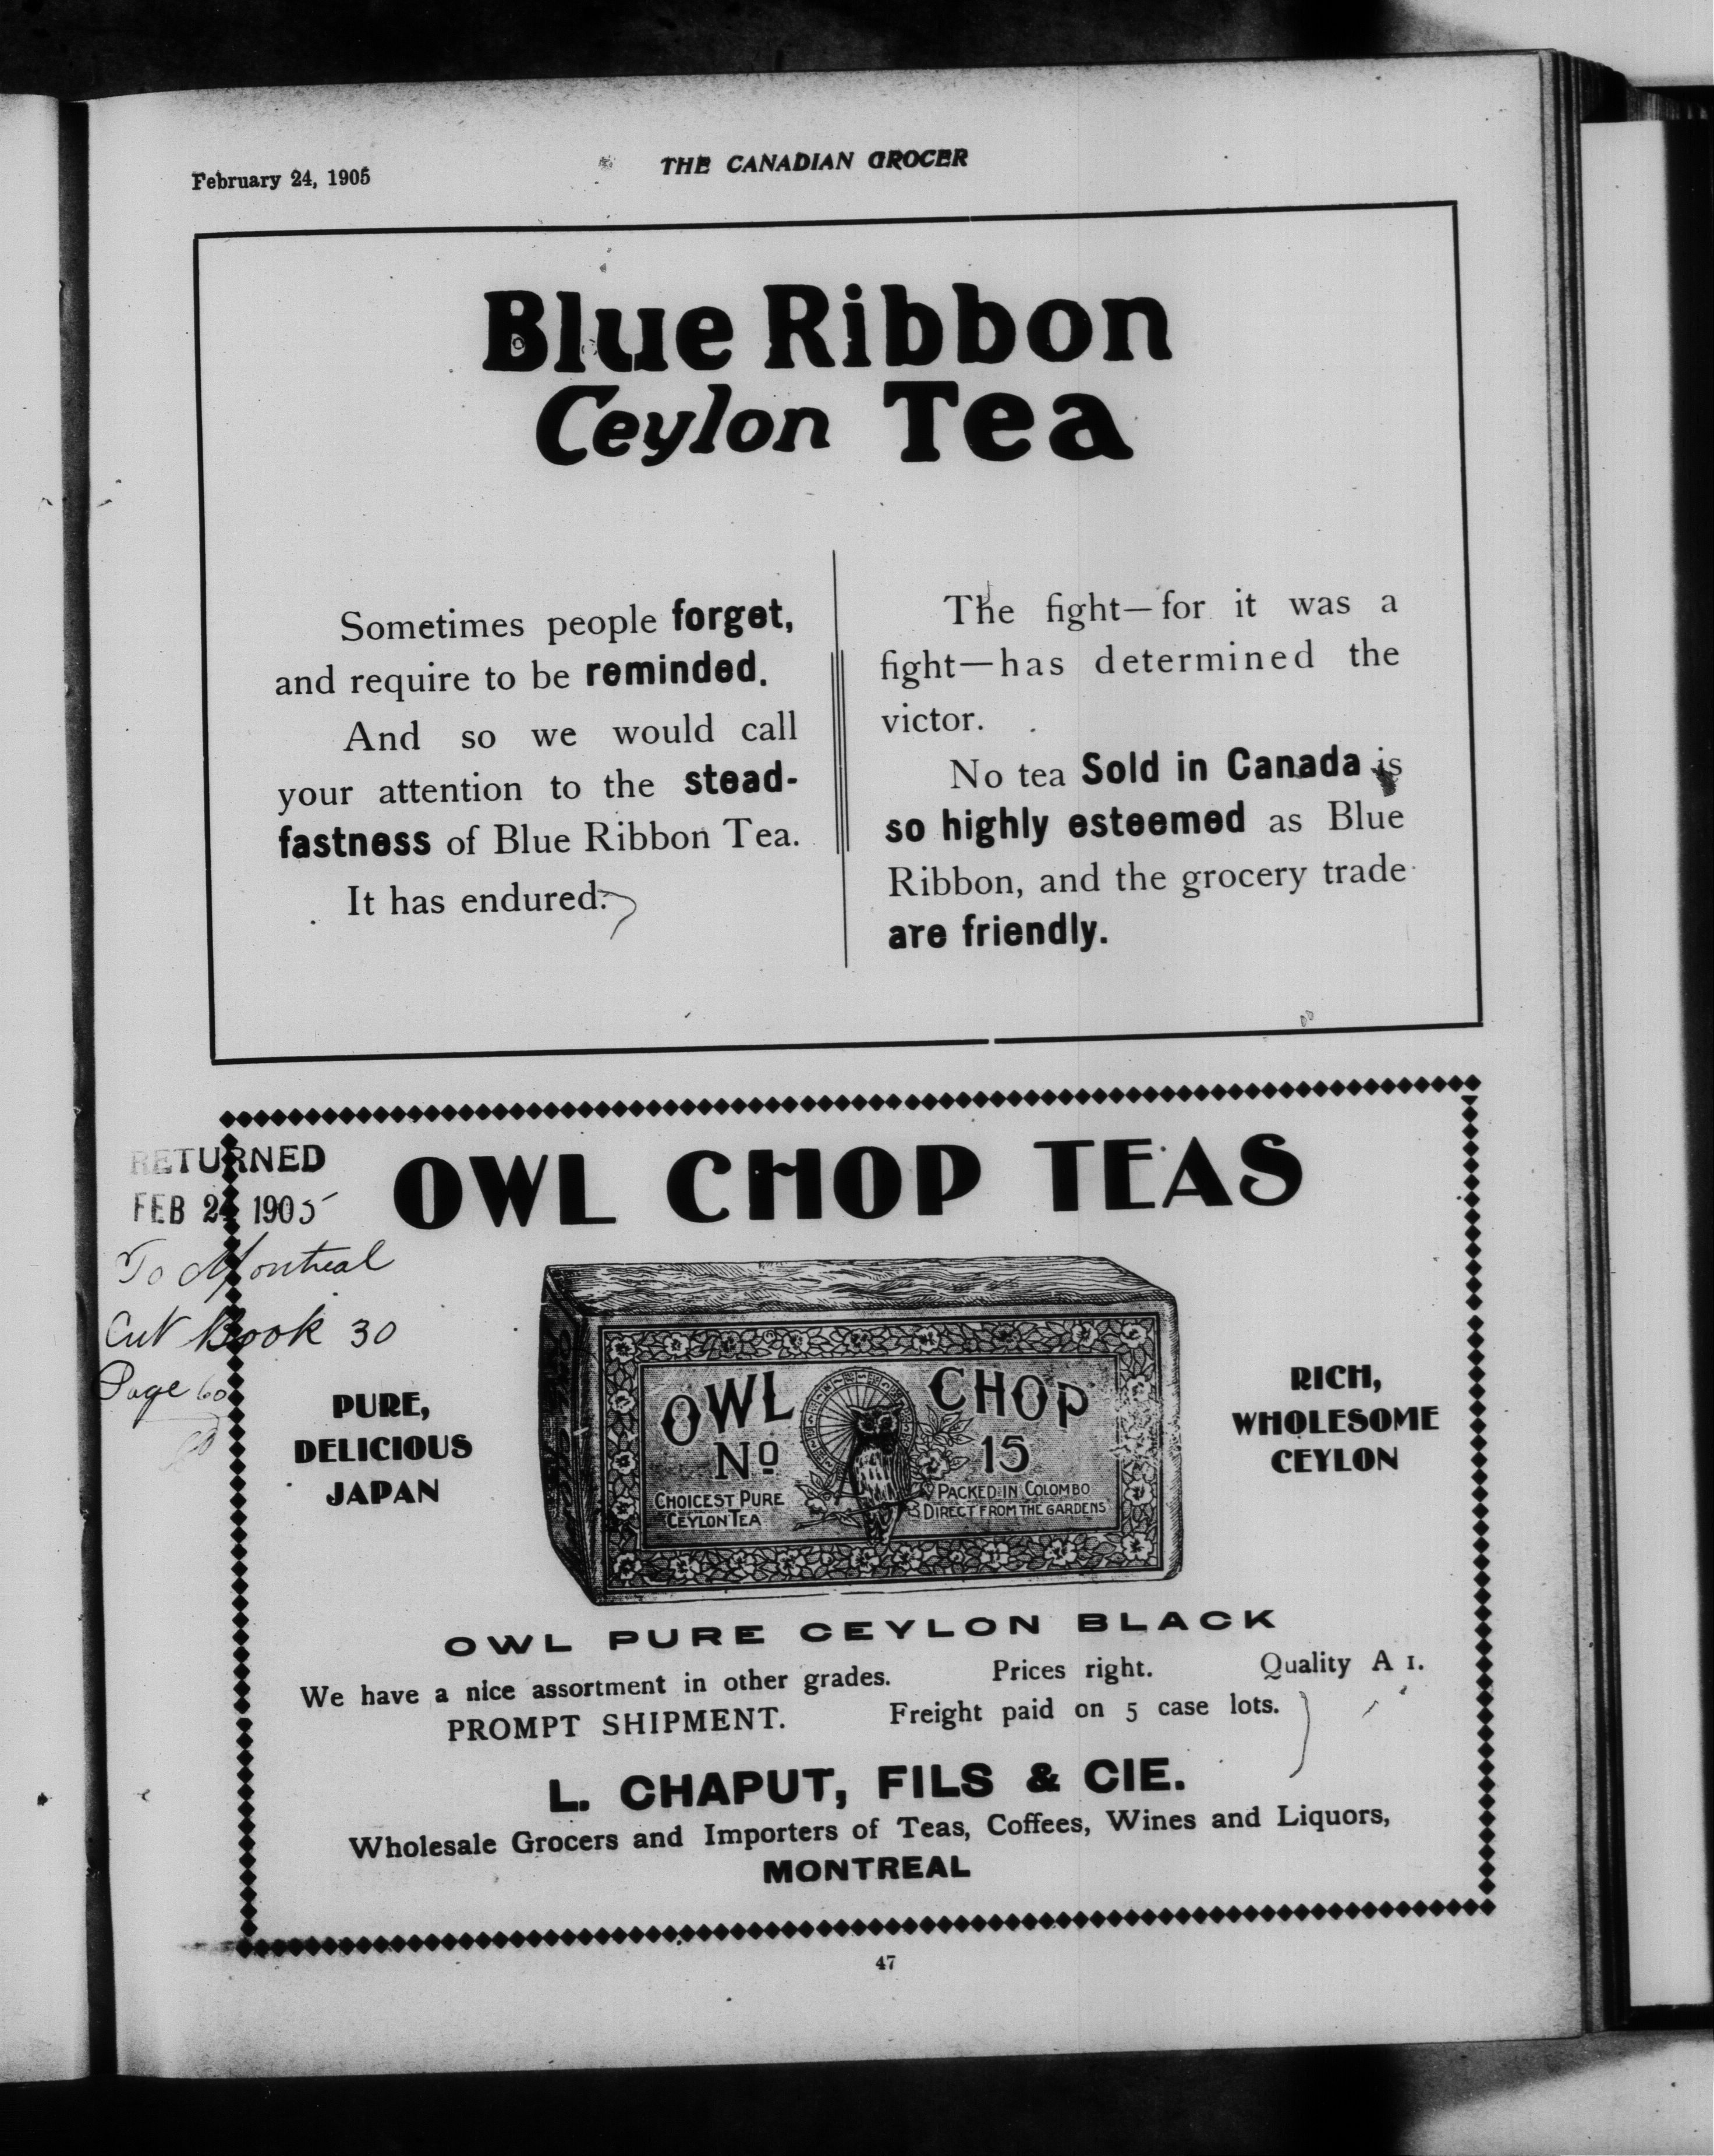 February 24, 1905
THE CANADIAN GROCER
Blue Ribbon
Ceylon Tea
Sometimes people forget,
and require to be reminded.
And so we would call
your attention to the stead-
fastness of Blue Ribbon Tea.
It has endured.
The fight—for it was a
fight—has determined the
victor.
No tea Sold in Canada is
so highly esteemed as Blue
Ribbon, and the grocery trade
are friendly.
RETURNED
FEB 24 1905
To Montreal
Cut Book 30
Page 60
OWL CHOP TEAS
PURE,
DELICIOUS
JAPAN
OWL CHOP
No 15
CHOICEST PURE
CEYLON TEA
PACKED IN COLOMBO
DIRECT FROM THE GARDENS
RICH,
WHOLESOME
CEYLON
OWL PURE CEYLON BLACK
We have a nice assortment in other grades. Prices right. Quality A 1.
PROMPT SHIPMENT. Freight paid on 5 case lots.
L. CHAPUT, FILS & CIE.
Wholesale Grocers and Importers of Teas, Coffees, Wines and Liquors,
MONTREAL
47